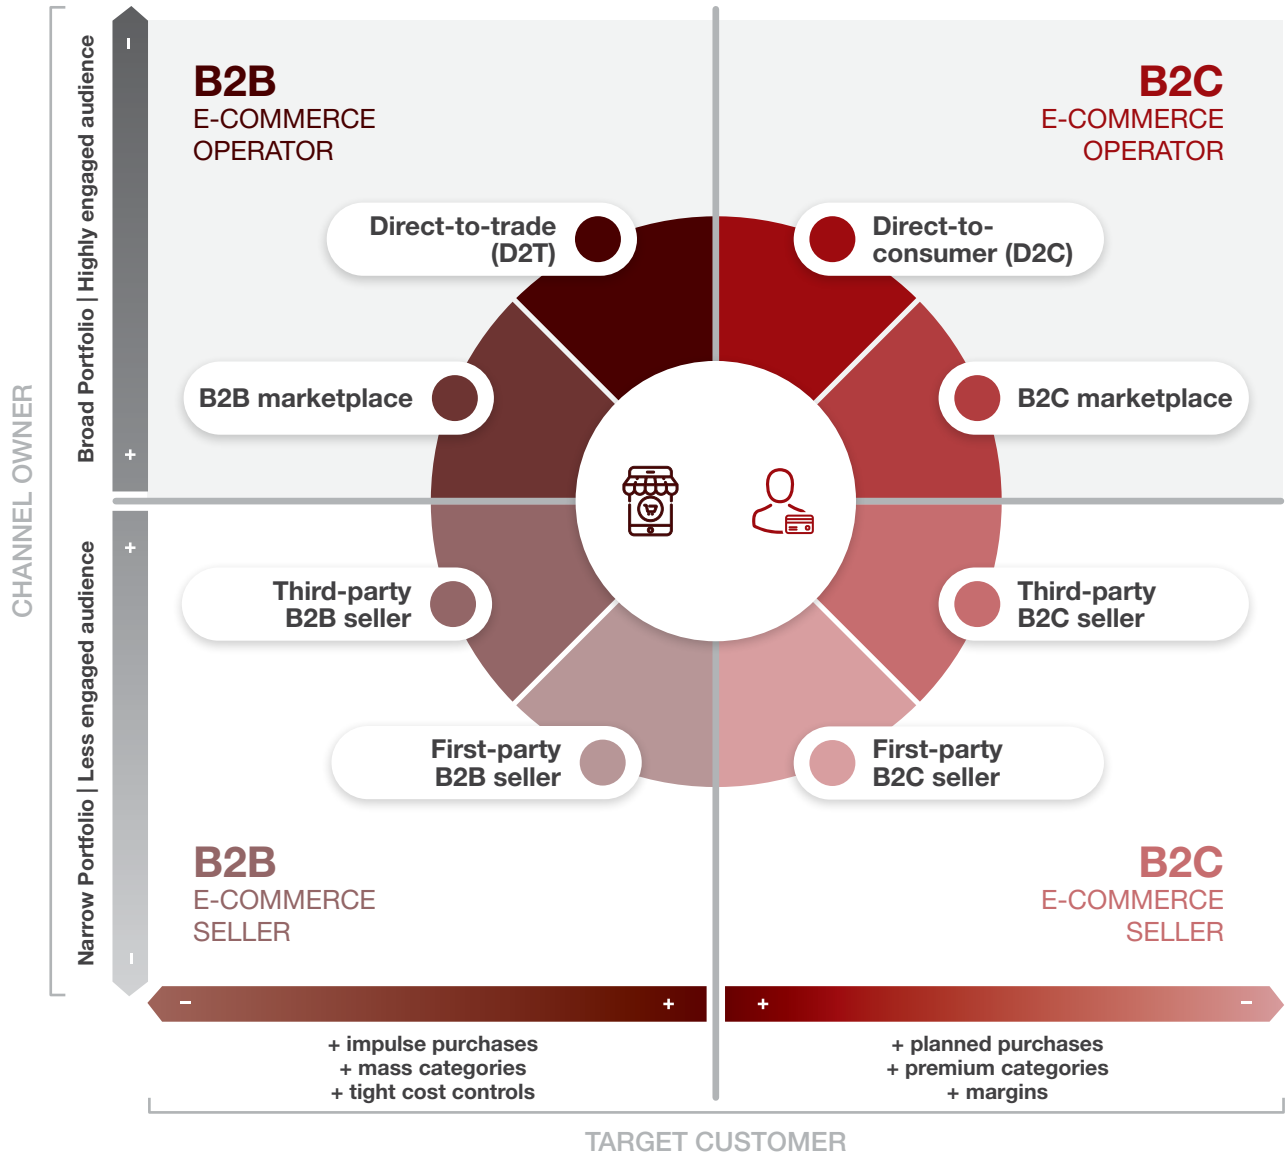 B2B
E-COMMERCE
OPERATOR
B2C
E-COMMERCE
OPERATOR
Direct-to-trade
(D2T)
Direct-to-
consumer (D2C)
B2B marketplace
B2C marketplace
Third-party
B2B seller
Third-party
B2C seller
First-party
B2B seller
First-party
B2C seller
B2B
E-COMMERCE
SELLER
B2C
E-COMMERCE
SELLER
CHANNEL OWNER
Broad Portfolio | Highly engaged audience
−
+
Narrow Portfolio | Less engaged audience
+
−
− +
+ −
+ impulse purchases
+ mass categories
+ tight cost controls
+ planned purchases
+ premium categories
+ margins
TARGET CUSTOMER